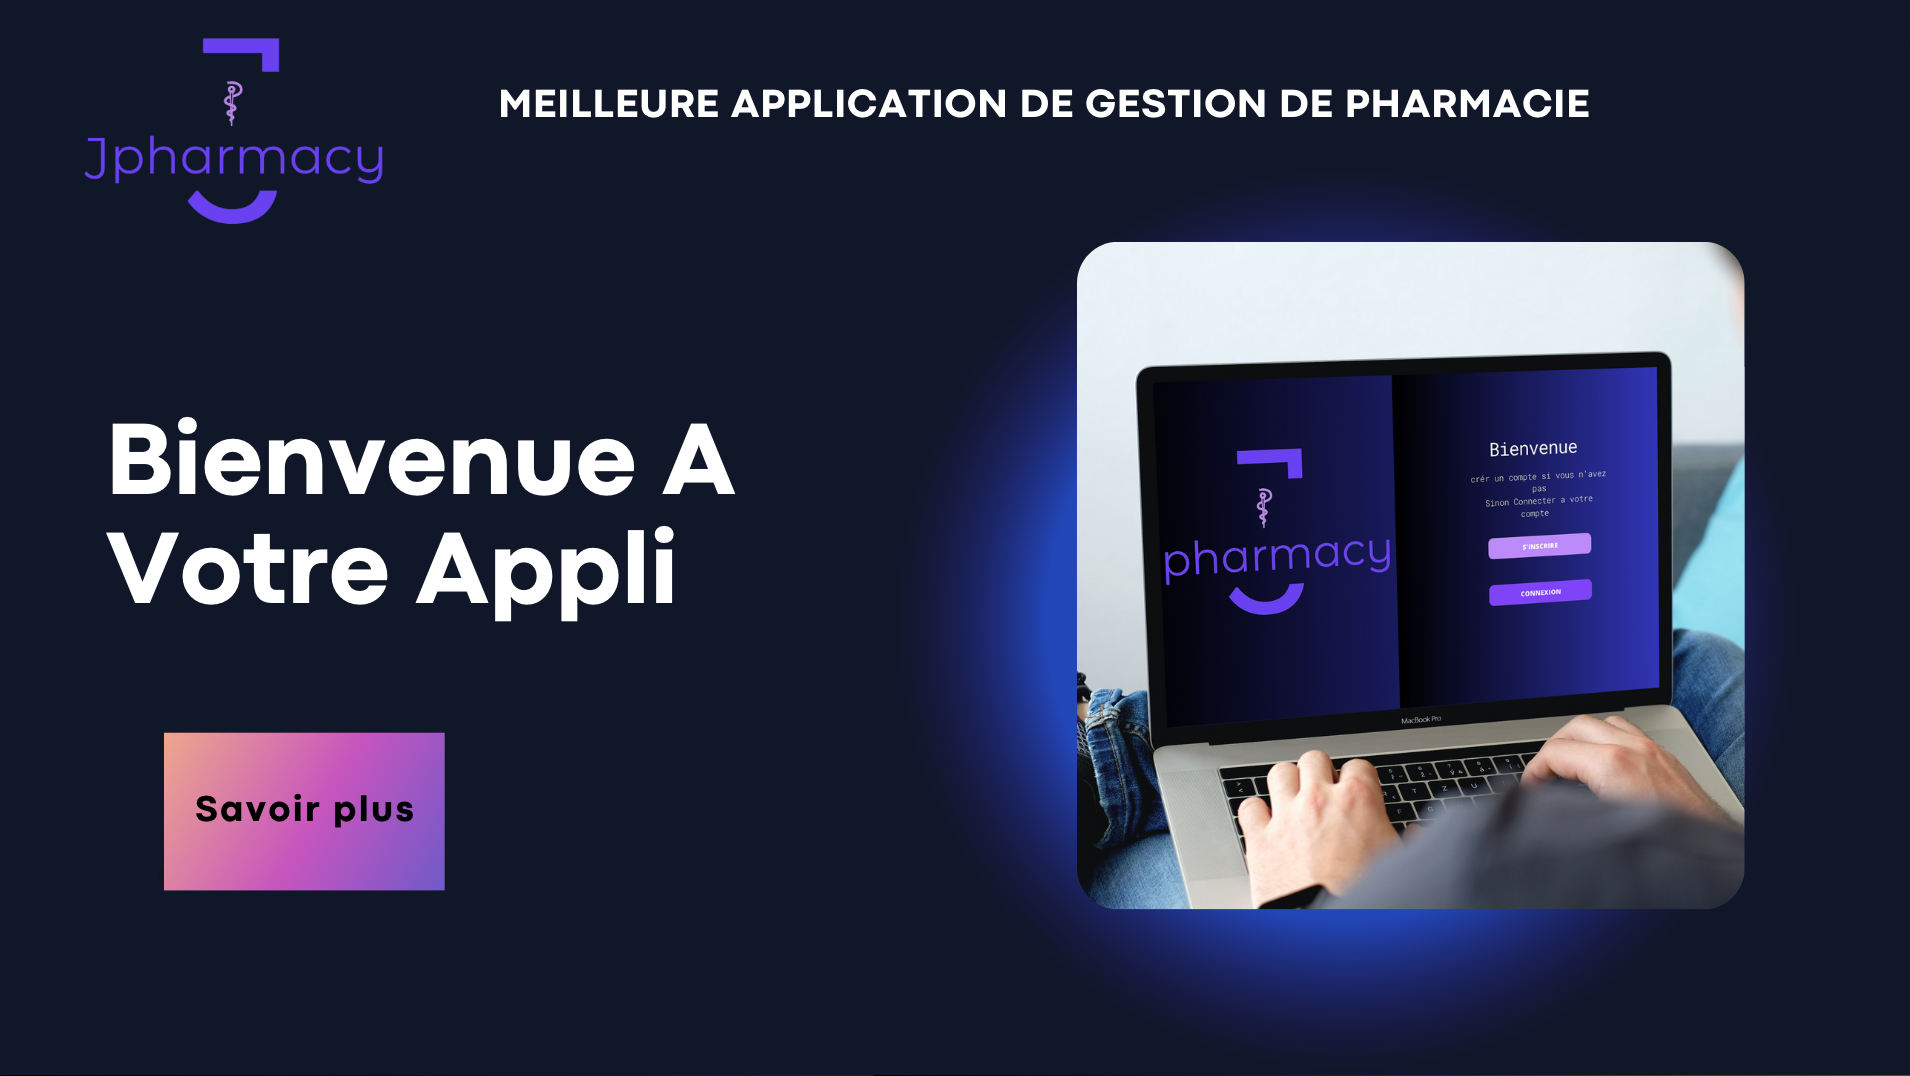 Jpharmacy
MEILLEURE APPLICATION DE GESTION DE PHARMACIE
Bienvenue A
Votre Appli
Savoir plus
pharmacy
Bienvenue
crér un compte si vous n'avez
pas
Sinon Connecter a votre
compte
S'INSCRIRE
CONNEXION
MacBook Pro